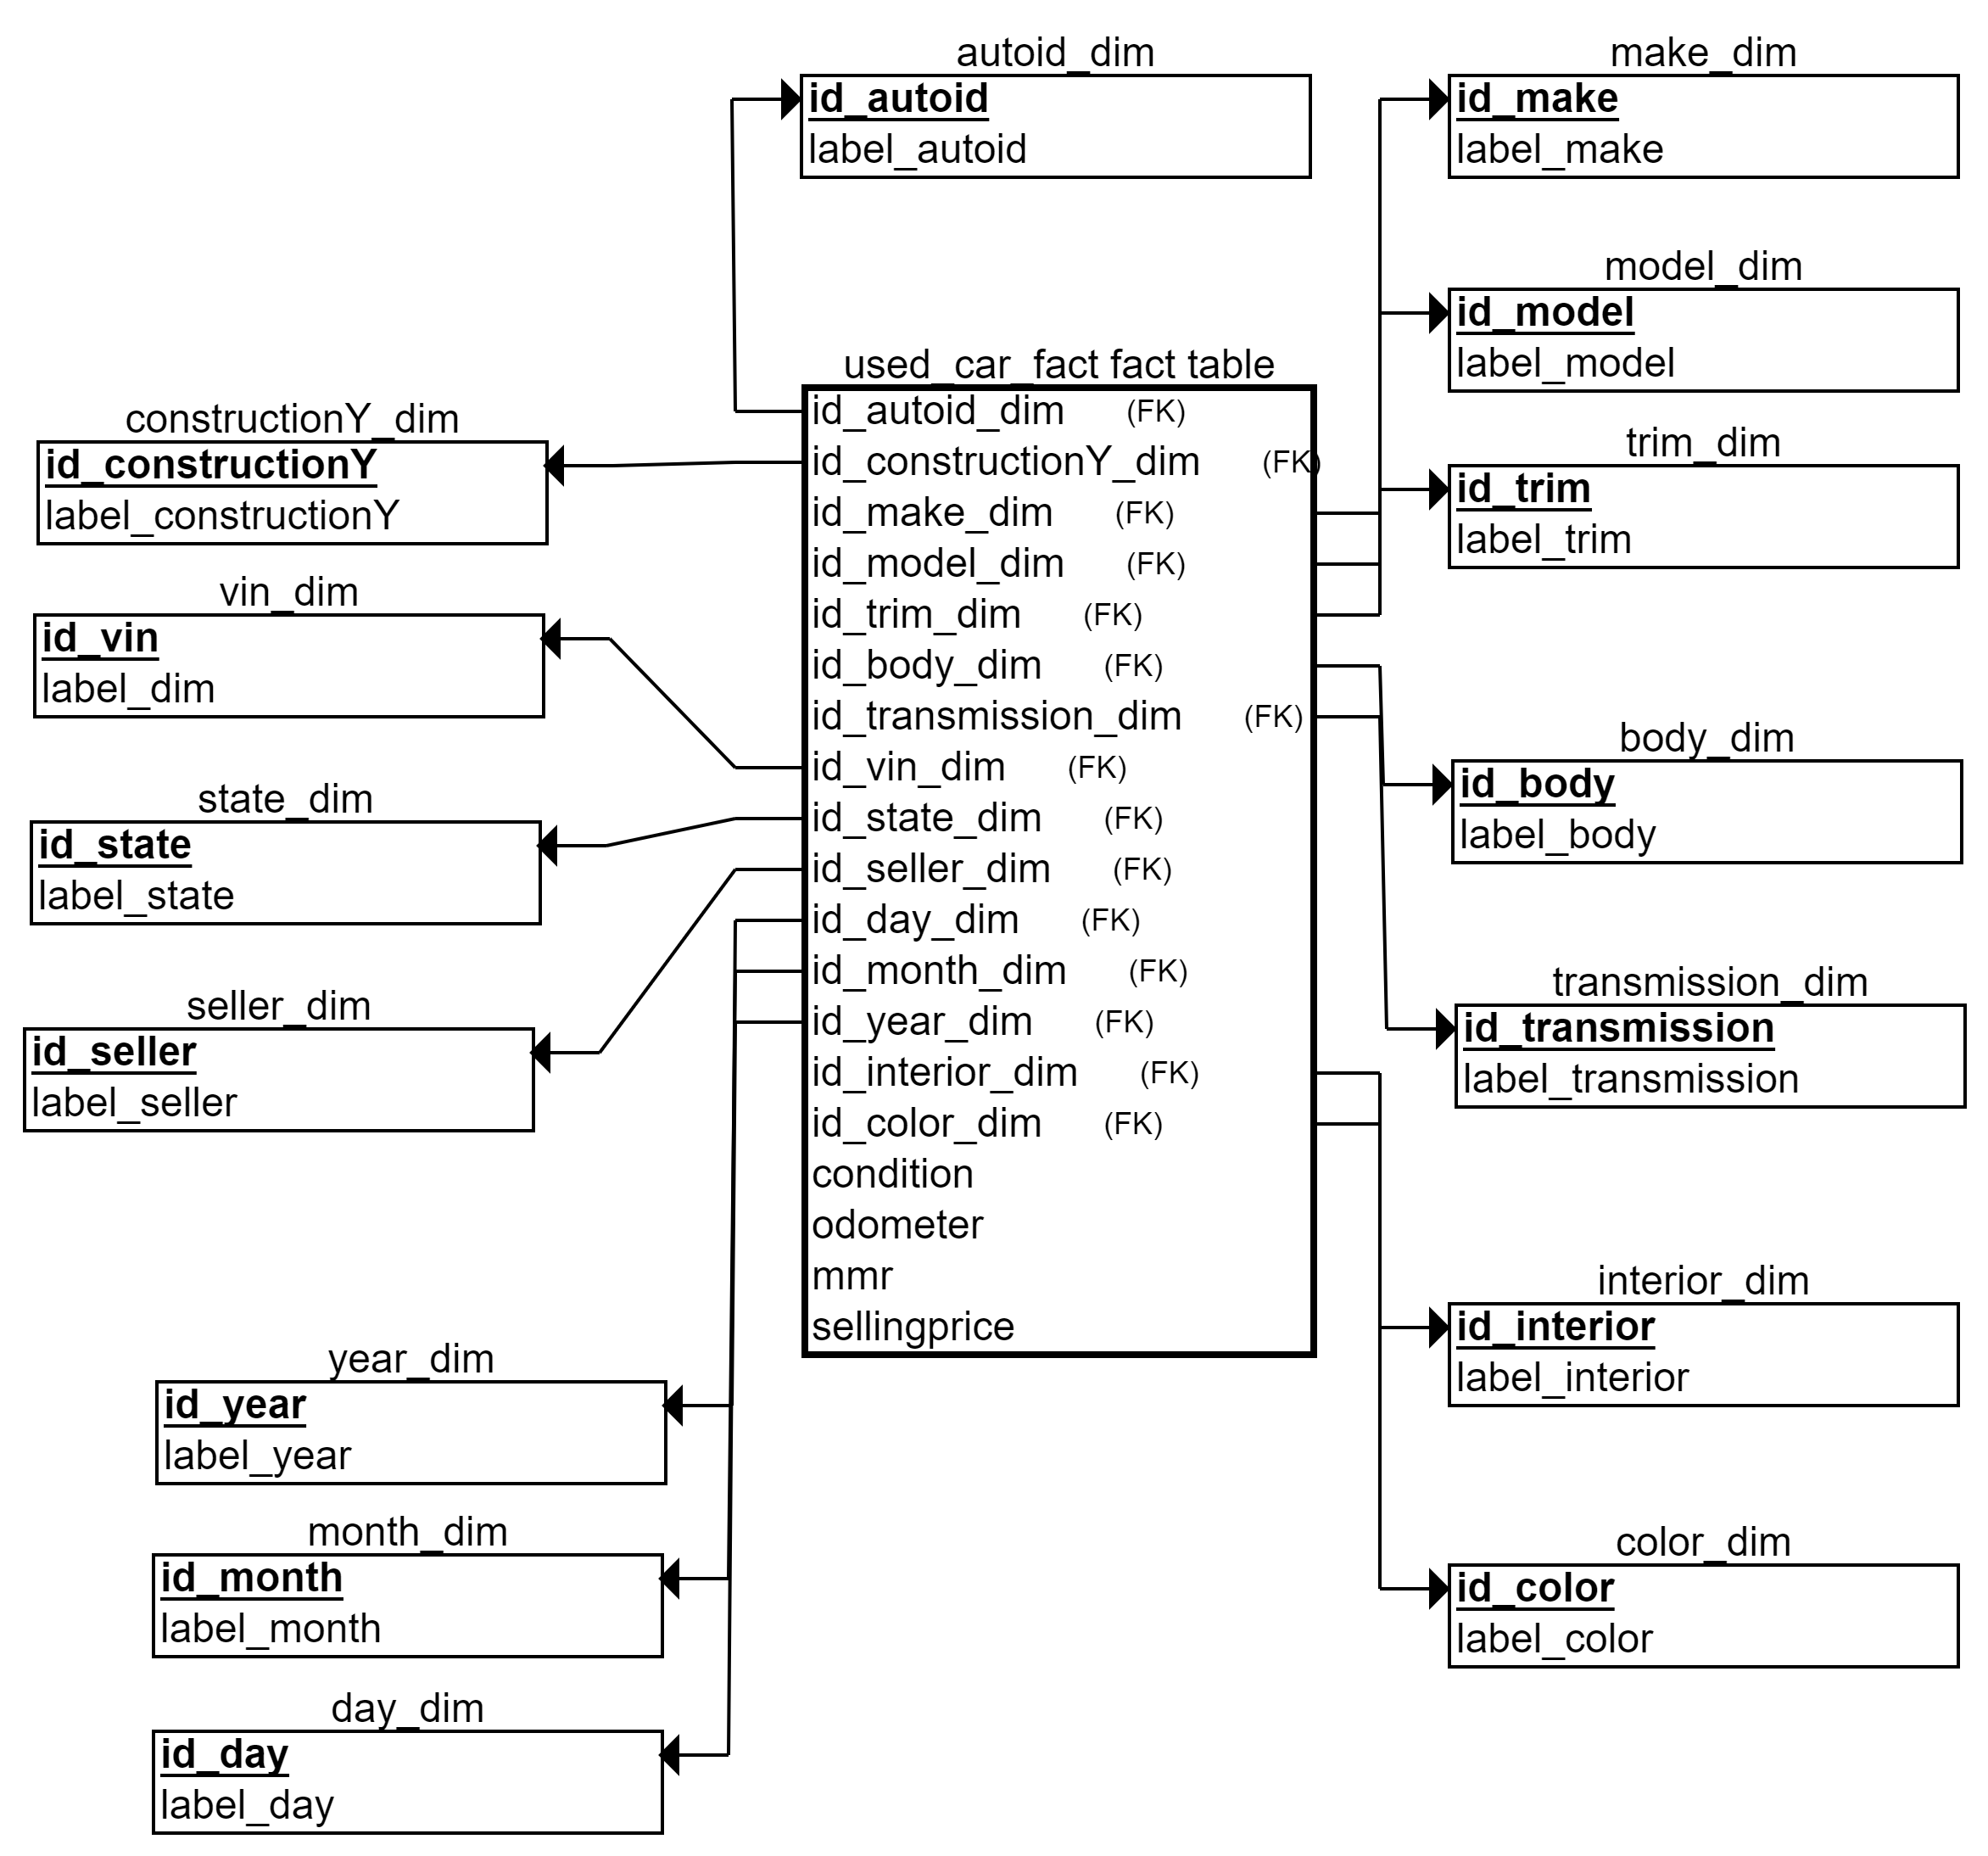 autoid_dim
id_autoid
label_autoid
make_dim
id_make
label_make
model_dim
id_model
label_model
trim_dim
id_trim
label_trim
used_car_fact fact table
id_autoid_dim (FK)
id_constructionY_dim (FK)
id_make_dim (FK)
id_model_dim (FK)
id_trim_dim (FK)
id_body_dim (FK)
id_transmission_dim (FK)
id_vin_dim (FK)
id_state_dim (FK)
id_seller_dim (FK)
id_day_dim (FK)
id_month_dim (FK)
id_year_dim (FK)
id_interior_dim (FK)
id_color_dim (FK)
condition
odometer
mmr
sellingprice
constructionY_dim
id_constructionY
label_constructionY
vin_dim
id_vin
label_dim
state_dim
id_state
label_state
seller_dim
id_seller
label_seller
year_dim
id_year
label_year
month_dim
id_month
label_month
day_dim
id_day
label_day
body_dim
id_body
label_body
transmission_dim
id_transmission
label_transmission
interior_dim
id_interior
label_interior
color_dim
id_color
label_color